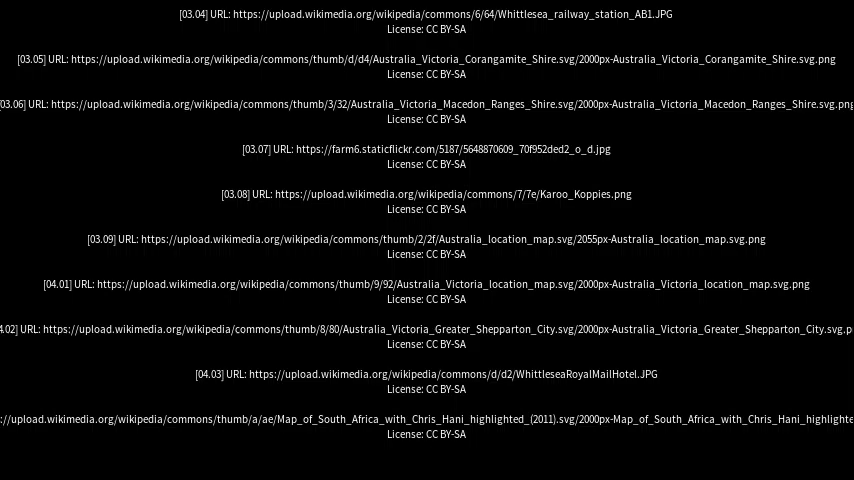 [03.04] URL: https://upload.wikimedia.org/wikipedia/commons/6/64/Whittlesea_railway_station_AB1.JPG
License: CC BY-SA
[03.05] URL: https://upload.wikimedia.org/wikipedia/commons/thumb/d/d4/Australia_Victoria_Corangamite_Shire.svg/2000px-Australia_Victoria_Corangamite_Shire.svg.png
License: CC BY-SA
[03.06] URL: https://upload.wikimedia.org/wikipedia/commons/thumb/3/32/Australia_Victoria_Macedon_Ranges_Shire.svg/2000px-Australia_Victoria_Macedon_Ranges_Shire.svg.png
License: CC BY-SA
[03.07] URL: https://farm6.staticflickr.com/5187/5648870609_70f952ded2_o_d.jpg
License: CC BY-SA
[03.08] URL: https://upload.wikimedia.org/wikipedia/commons/7/7e/Karoo_Koppies.png
License: CC BY-SA
[03.09] URL: https://upload.wikimedia.org/wikipedia/commons/thumb/2/2f/Australia_location_map.svg/2055px-Australia_location_map.svg.png
License: CC BY-SA
[04.01] URL: https://upload.wikimedia.org/wikipedia/commons/thumb/9/92/Australia_Victoria_location_map.svg/2000px-Australia_Victoria_location_map.svg.png
License: CC BY-SA
4.02] URL: https://upload.wikimedia.org/wikipedia/commons/thumb/8/80/Australia_Victoria_Greater_Shepparton_City.svg/2000px-Australia_Victoria_Greater_Shepparton_City.svg.p
License: CC BY-SA
[04.03] URL: https://upload.wikimedia.org/wikipedia/commons/d/d2/WhittleseaRoyalMailHotel.JPG
License: CC BY-SA
://upload.wikimedia.org/wikipedia/commons/thumb/a/ae/Map_of_South_Africa_with_Chris_Hani_highlighted_(2011).svg/2000px-Map_of_South_Africa_with_Chris_Hani_highlighte
License: CC BY-SA